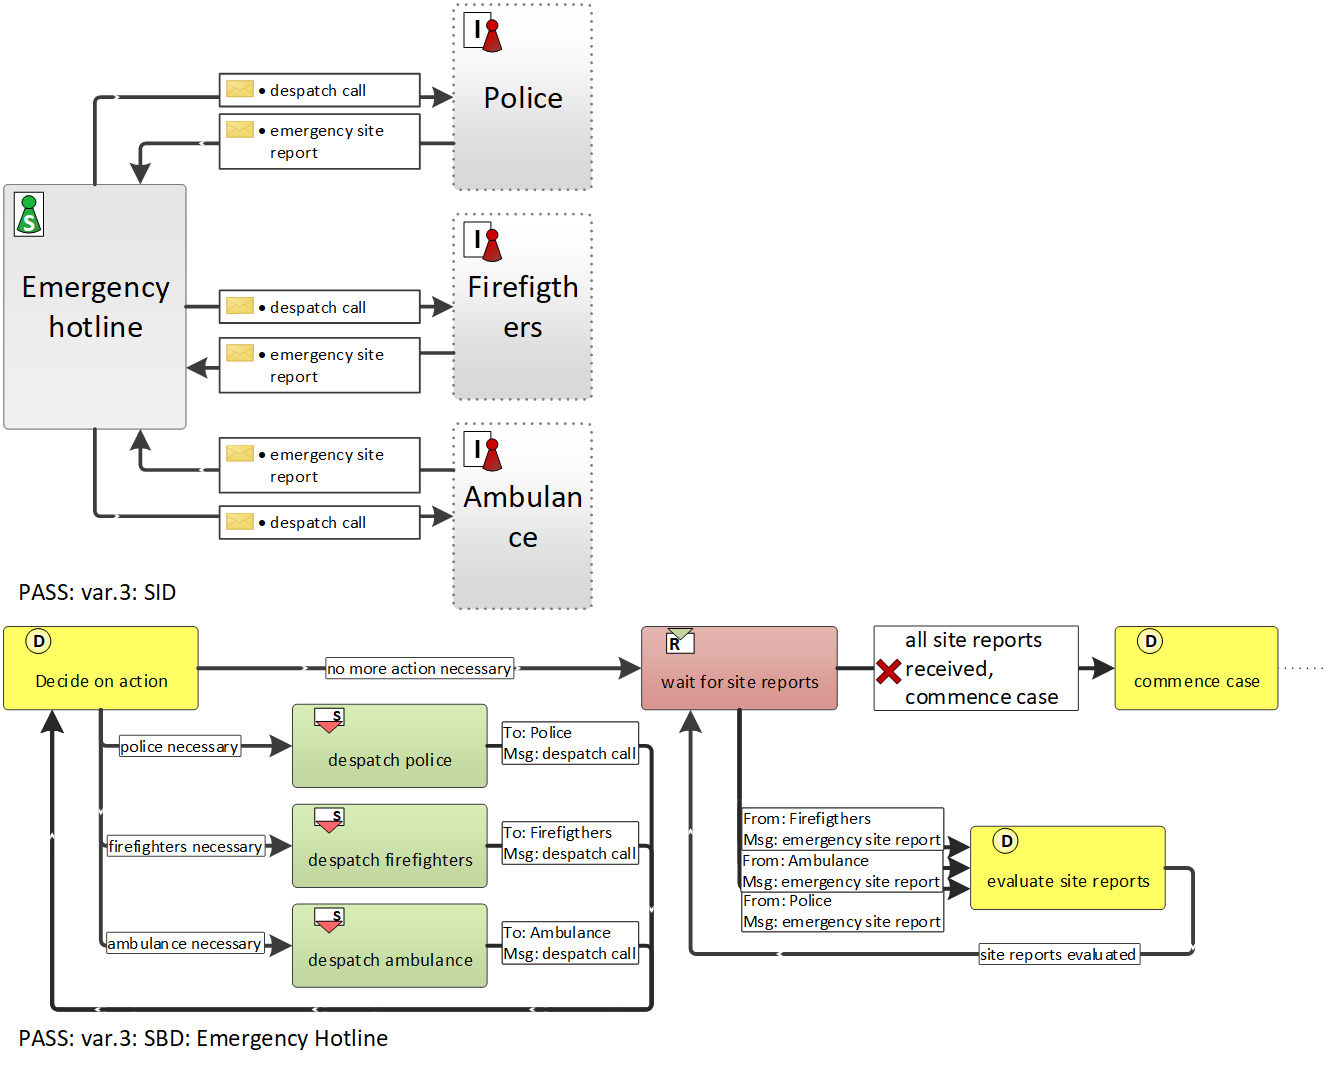 I
Police
• despatch call
• emergency site
report
S
Emergency
hotline
I
Firefigth
ers
• despatch call
• emergency site
report
I
Ambulan
ce
• emergency site
report
• despatch call
PASS: var.3: SID
D
Decide on action
no more action necessary
R
wait for site reports
all site reports
received,
commence case
D
commence case
police necessary
S
despatch police
To: Police
Msg: despatch call
firefighters necessary
S
despatch firefighters
To: Firefigthers
Msg: despatch call
ambulance necessary
S
despatch ambulance
To: Ambulance
Msg: despatch call
From: Firefigthers
Msg: emergency site report
From: Ambulance
Msg: emergency site report
From: Police
Msg: emergency site report
D
evaluate site reports
site reports evaluated
PASS: var.3: SBD: Emergency Hotline